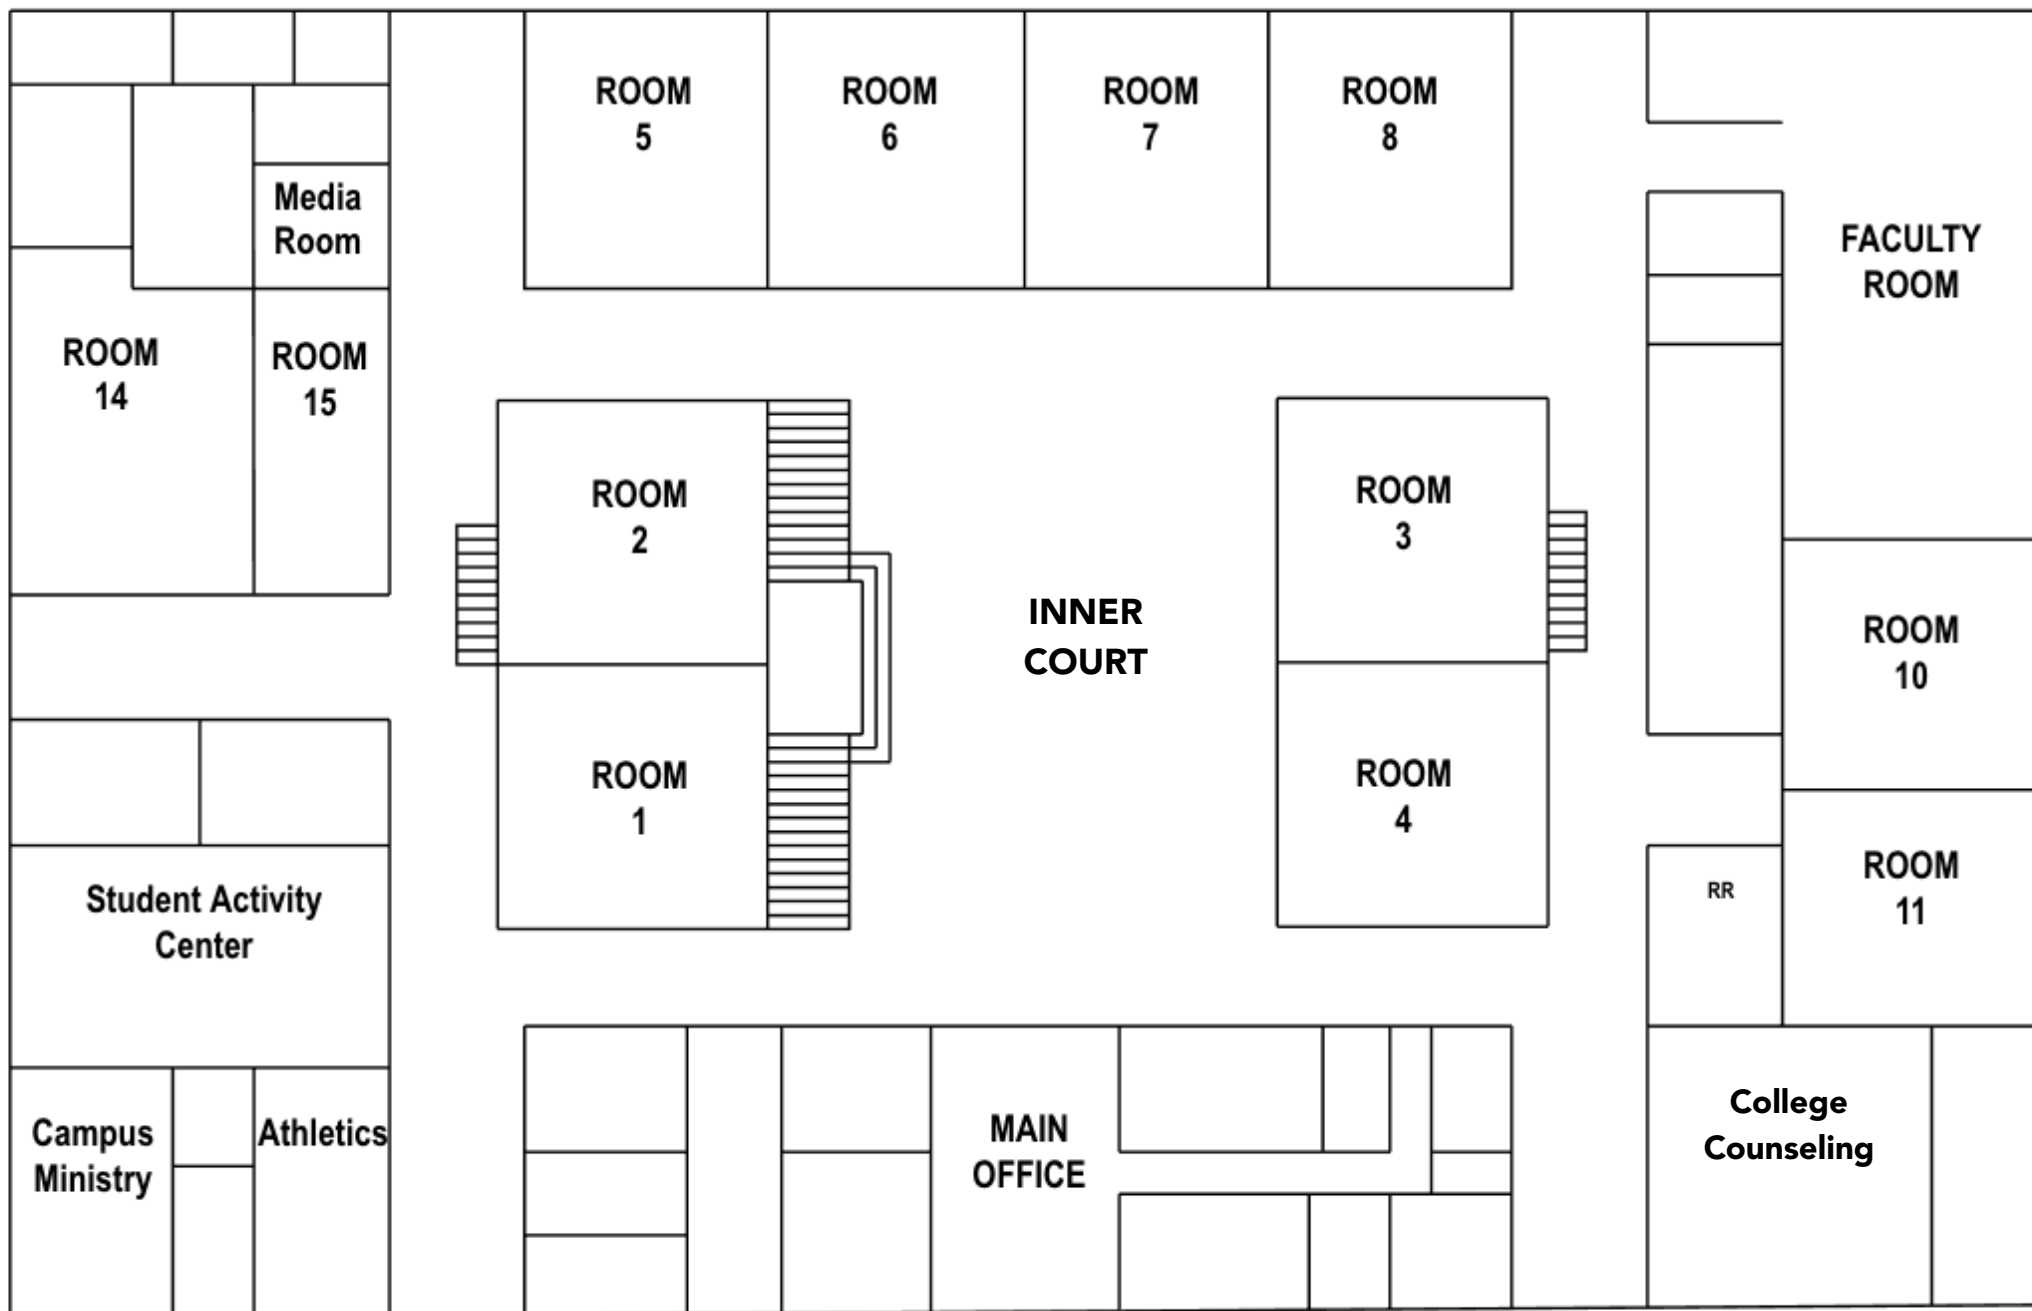 ROOM
5
ROOM
6
ROOM
7
ROOM
8
Media
Room
FACULTY
ROOM
ROOM
14
ROOM
15
ROOM
2
ROOM
3
INNER
COURT
ROOM
10
ROOM
1
ROOM
4
RR
ROOM
11
Student Activity
Center
Campus
Ministry
Athletics
MAIN
OFFICE
College
Counseling